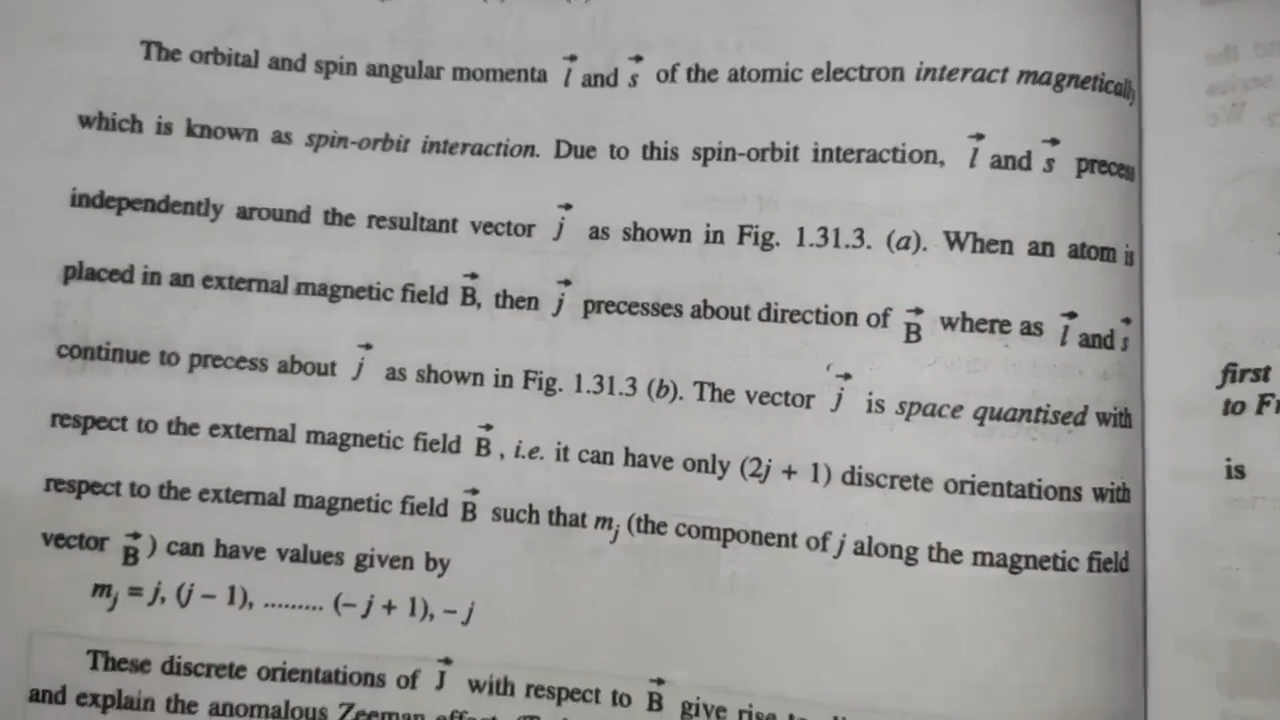 The orbital and spin angular momenta l⃗ and s⃗ of the atomic electron interact magnetically
which is known as spin-orbit interaction. Due to this spin-orbit interaction, l⃗ and s⃗ precess
independently around the resultant vector j⃗ as shown in Fig. 1.31.3. (a). When an atom is
placed in an external magnetic field B⃗, then j⃗ precesses about direction of B⃗ where as l⃗ and s⃗
continue to precess about j⃗ as shown in Fig. 1.31.3 (b). The vector j⃗ is space quantised with
respect to the external magnetic field B⃗, i.e. it can have only (2j + 1) discrete orientations with
respect to the external magnetic field B⃗ such that mⱼ (the component of j along the magnetic field
vector B⃗) can have values given by
mⱼ = j, (j – 1), ......... (– j + 1), – j
These discrete orientations of J⃗ with respect to B⃗ give rise
and explain the anomalous Zeeman
first
to
is